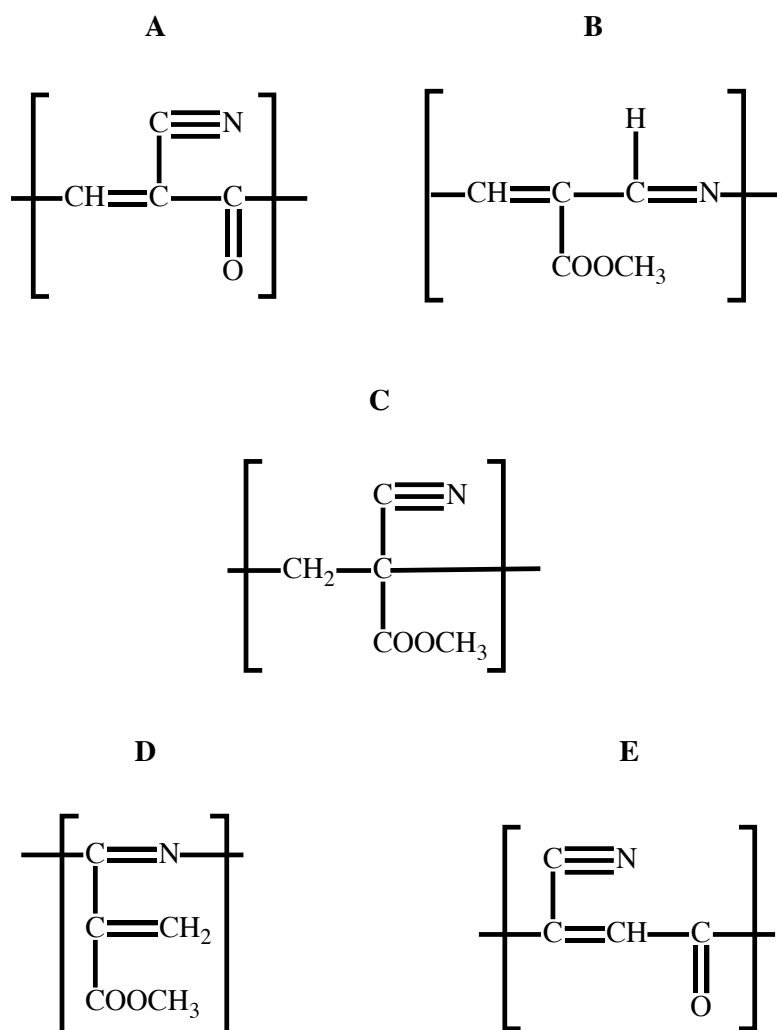 A B
C≡N H
CH=C—C CH=C—C=N
O COOCH₃
C
C≡N
CH₂—C
COOCH₃
D E
C=N C≡N
C=CH₂ C=CH—C
COOCH₃ O